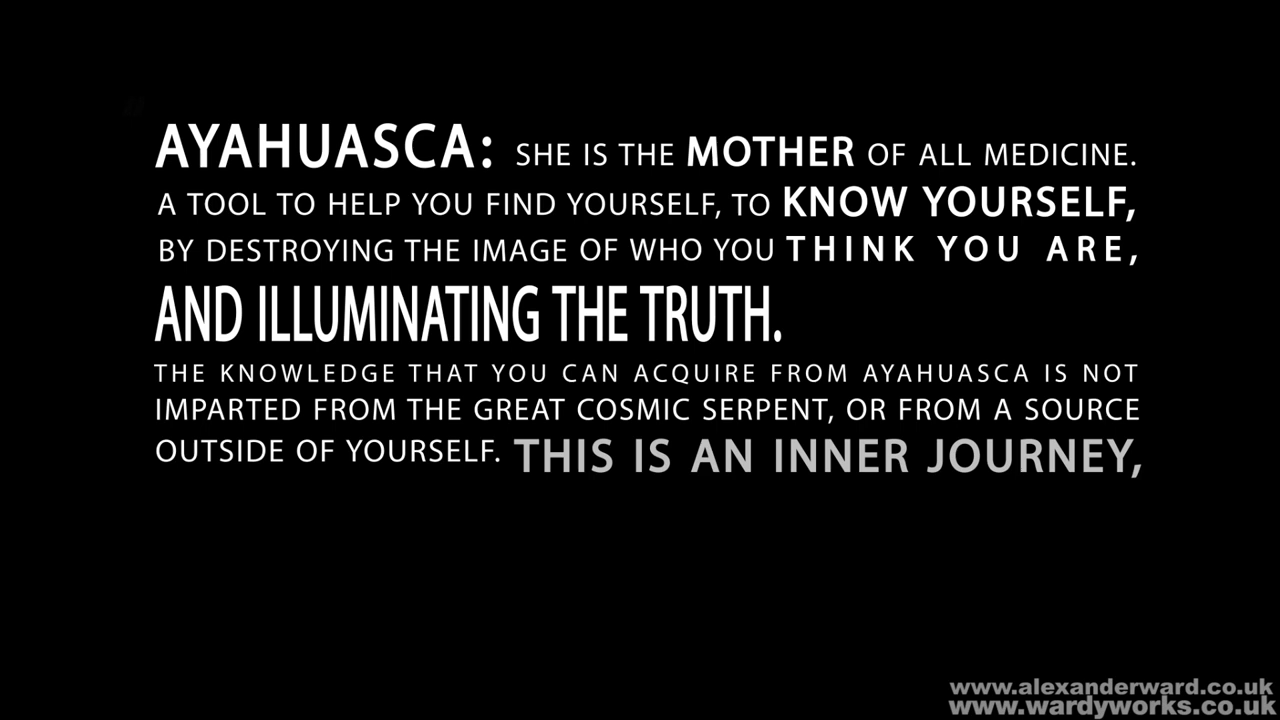 AYAHUASCA: SHE IS THE MOTHER OF ALL MEDICINE.
A TOOL TO HELP YOU FIND YOURSELF, TO KNOW YOURSELF,
BY DESTROYING THE IMAGE OF WHO YOU THINK YOU ARE,
AND ILLUMINATING THE TRUTH.
THE KNOWLEDGE THAT YOU CAN ACQUIRE FROM AYAHUASCA IS NOT
IMPARTED FROM THE GREAT COSMIC SERPENT, OR FROM A SOURCE
OUTSIDE OF YOURSELF. THIS IS AN INNER JOURNEY,
www.alexanderward.co.uk
www.wardyworks.co.uk